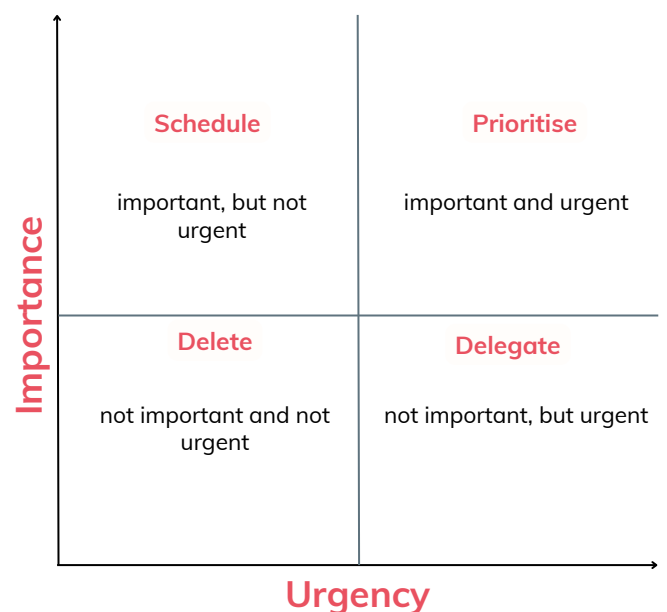 Schedule
important, but not
urgent
Prioritise
important and urgent
Importance
Delete
not important and not
urgent
Delegate
not important, but urgent
Urgency